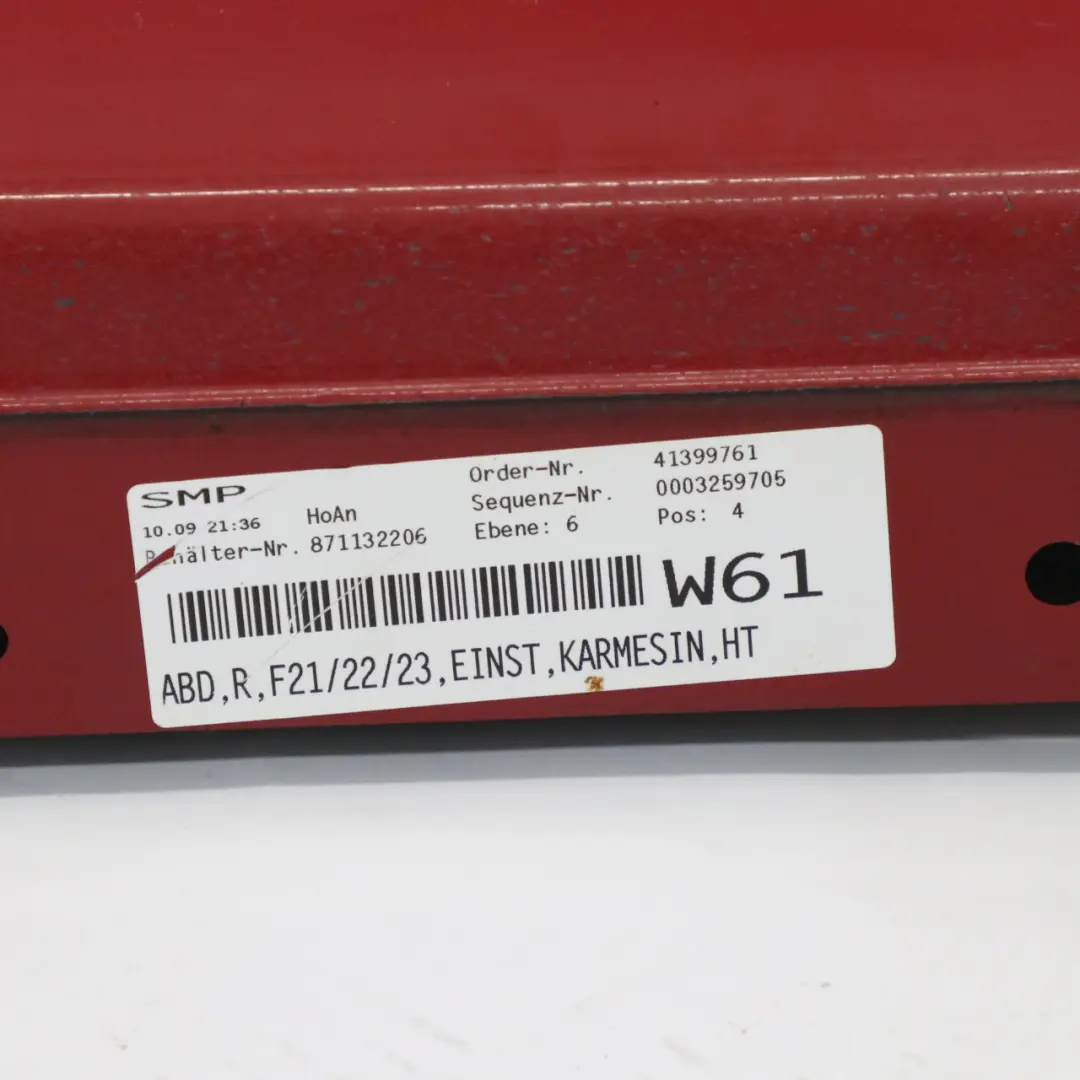 SMP
10.09 21:36 HoAn
Behälter-Nr. 871132206
Order-Nr. 41399761
Sequenz-Nr. 0003259705
Ebene: 6 Pos: 4
W61
ABD,R,F21/22/23,EINST,KARMESIN,HT